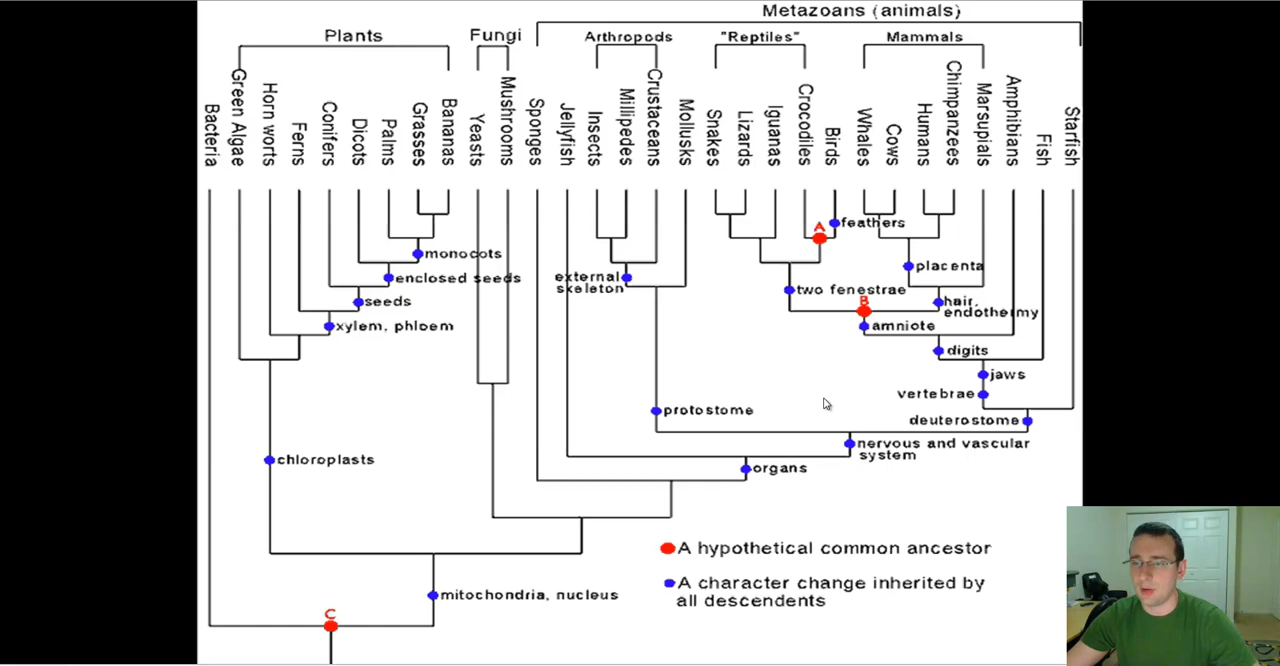 Metazoans (animals)
Plants
Fungi
Arthropods
"Reptiles"
Mammals
Bacteria
Green Algae
Horn worts
Ferns
Conifers
Dicots
Palms
Grasses
Bananas
Yeasts
Mushrooms
Sponges
Jellyfish
Insects
Millipedes
Crustaceans
Mollusks
Snakes
Lizards
Iguanas
Crocodiles
Birds
Whales
Cows
Humans
Chimpanzees
Marsupials
Amphibians
Fish
Starfish
A
feathers
monocots
placenta
enclosed seeds
external
skeleton
two fenestrae
seeds
B
hair,
endothermy
xylem, phloem
amniote
digits
jaws
vertebrae
protostome
deuterostome
nervous and vascular
system
chloroplasts
organs
A hypothetical common ancestor
A character change inherited by
all descendents
mitochondria, nucleus
C